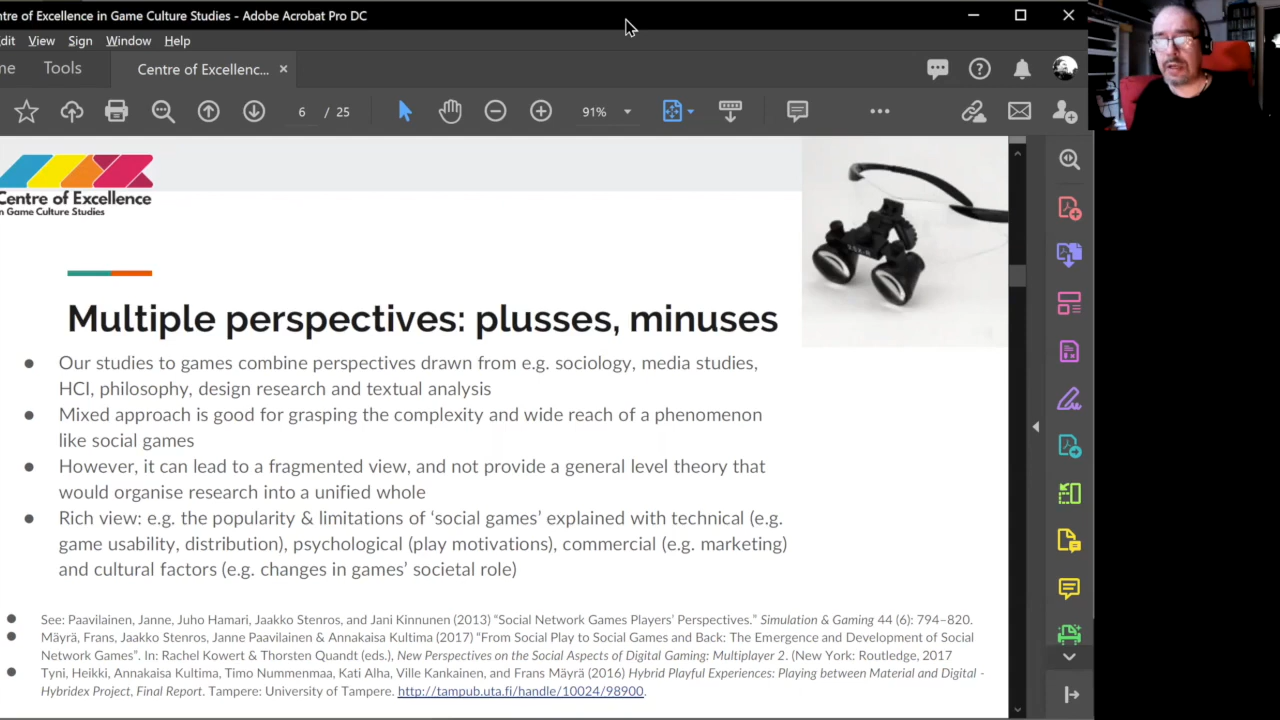 ntre of Excellence in Game Culture Studies - Adobe Acrobat Pro DC
dit View Sign Window Help
me Tools Centre of Excellenc... ×
6 / 25 91%
Centre of Excellence
in Game Culture Studies
Multiple perspectives: plusses, minuses
● Our studies to games combine perspectives drawn from e.g. sociology, media studies,
HCI, philosophy, design research and textual analysis
● Mixed approach is good for grasping the complexity and wide reach of a phenomenon
like social games
● However, it can lead to a fragmented view, and not provide a general level theory that
would organise research into a unified whole
● Rich view: e.g. the popularity & limitations of ‘social games’ explained with technical (e.g.
game usability, distribution), psychological (play motivations), commercial (e.g. marketing)
and cultural factors (e.g. changes in games’ societal role)
● See: Paavilainen, Janne, Juho Hamari, Jaakko Stenros, and Jani Kinnunen (2013) “Social Network Games Players’ Perspectives.” Simulation & Gaming 44 (6): 794–820.
● Mäyrä, Frans, Jaakko Stenros, Janne Paavilainen & Annakaisa Kultima (2017) “From Social Play to Social Games and Back: The Emergence and Development of Social
Network Games”. In: Rachel Kowert & Thorsten Quandt (eds.), New Perspectives on the Social Aspects of Digital Gaming: Multiplayer 2. (New York: Routledge, 2017
● Tyni, Heikki, Annakaisa Kultima, Timo Nummenmaa, Kati Alha, Ville Kankainen, and Frans Mäyrä (2016) Hybrid Playful Experiences: Playing between Material and Digital -
Hybridex Project, Final Report. Tampere: University of Tampere. http://tampub.uta.fi/handle/10024/98900.